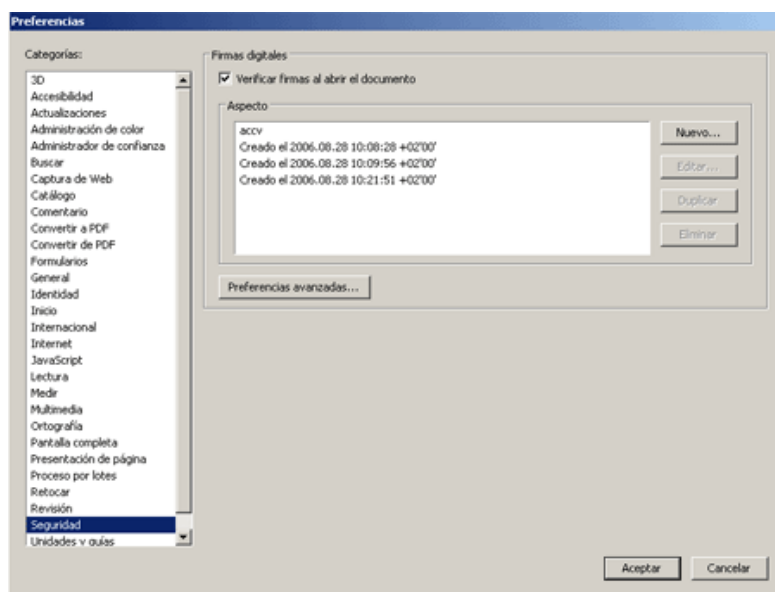 Preferencias
Categorías:
3D
Accesibilidad
Actualizaciones
Administración de color
Administrador de confianza
Buscar
Captura de Web
Catálogo
Comentario
Convertir a PDF
Convertir de PDF
Formularios
General
Identidad
Inicio
Internacional
Internet
JavaScript
Lectura
Medir
Multimedia
Ortografía
Pantalla completa
Presentación de página
Proceso por lotes
Retocar
Revisión
Seguridad
Unidades y guías
Firmas digitales
Verificar firmas al abrir el documento
Aspecto
accv
Creado el 2006.08.28 10:08:28 +02'00'
Creado el 2006.08.28 10:09:56 +02'00'
Creado el 2006.08.28 10:21:51 +02'00'
Nuevo...
Editar...
Duplicar
Eliminar
Preferencias avanzadas...
Aceptar
Cancelar